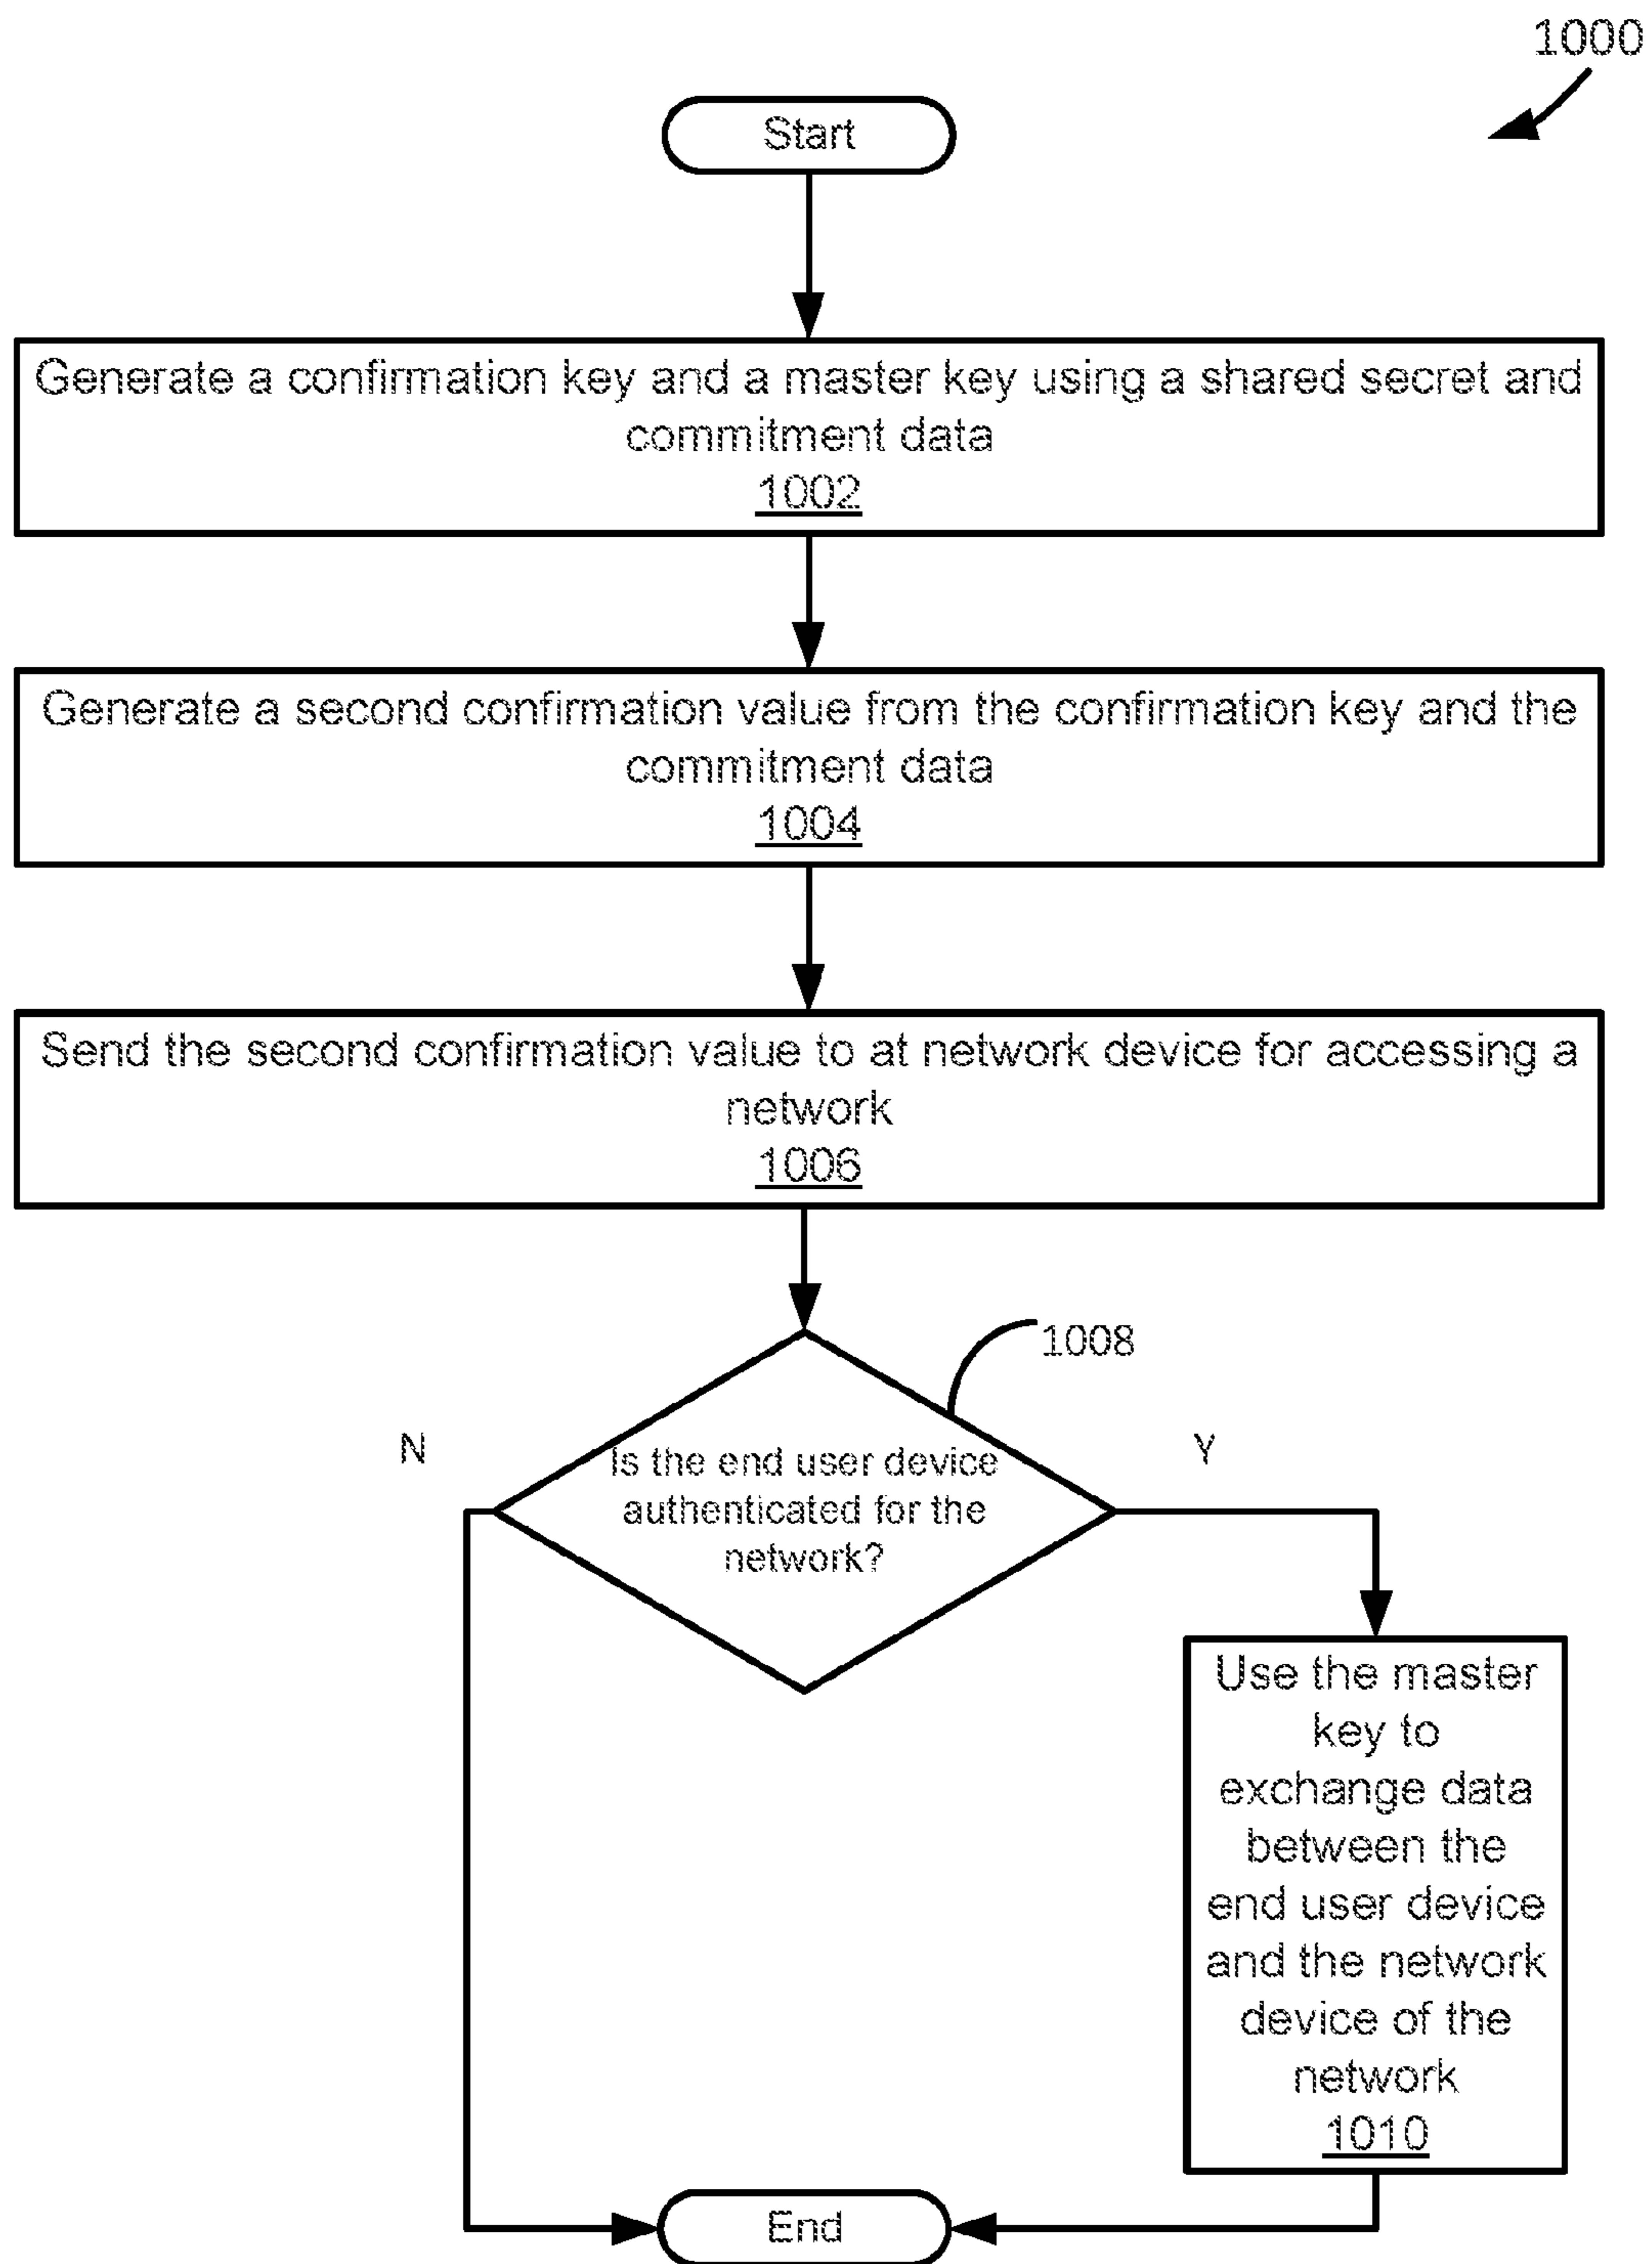 1000
Start
Generate a confirmation key and a master key using a shared secret and
commitment data
1002
Generate a second confirmation value from the confirmation key and the
commitment data
1004
Send the second confirmation value to at network device for accessing a
network
1006
1008
N
Y
Is the end user device
authenticated for the
network?
Use the master
key to
exchange data
between the
end user device
and the network
device of the
network
1010
End